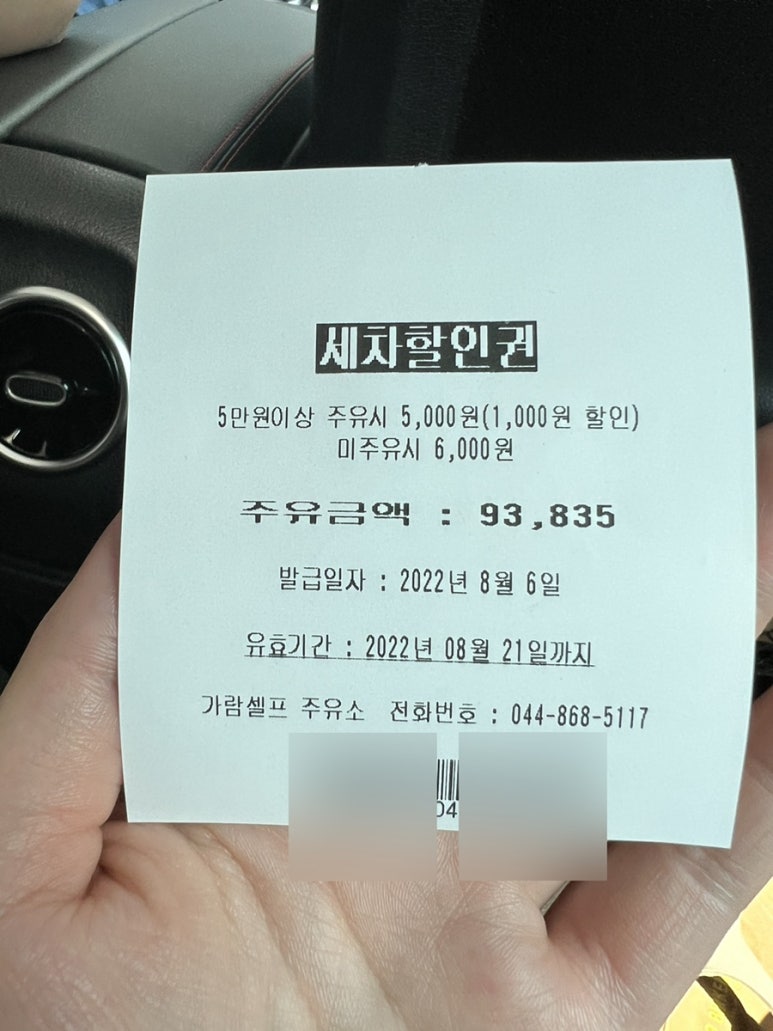 세차할인권
5만원이상 주유시 5,000원(1,000원 할인)
미주유시 6,000원
주유금액 : 93,835
발급일자 : 2022년 8월 6일
유효기간 : 2022년 08월 21일까지
가람셀프 주유소 전화번호 : 044-868-5117
04